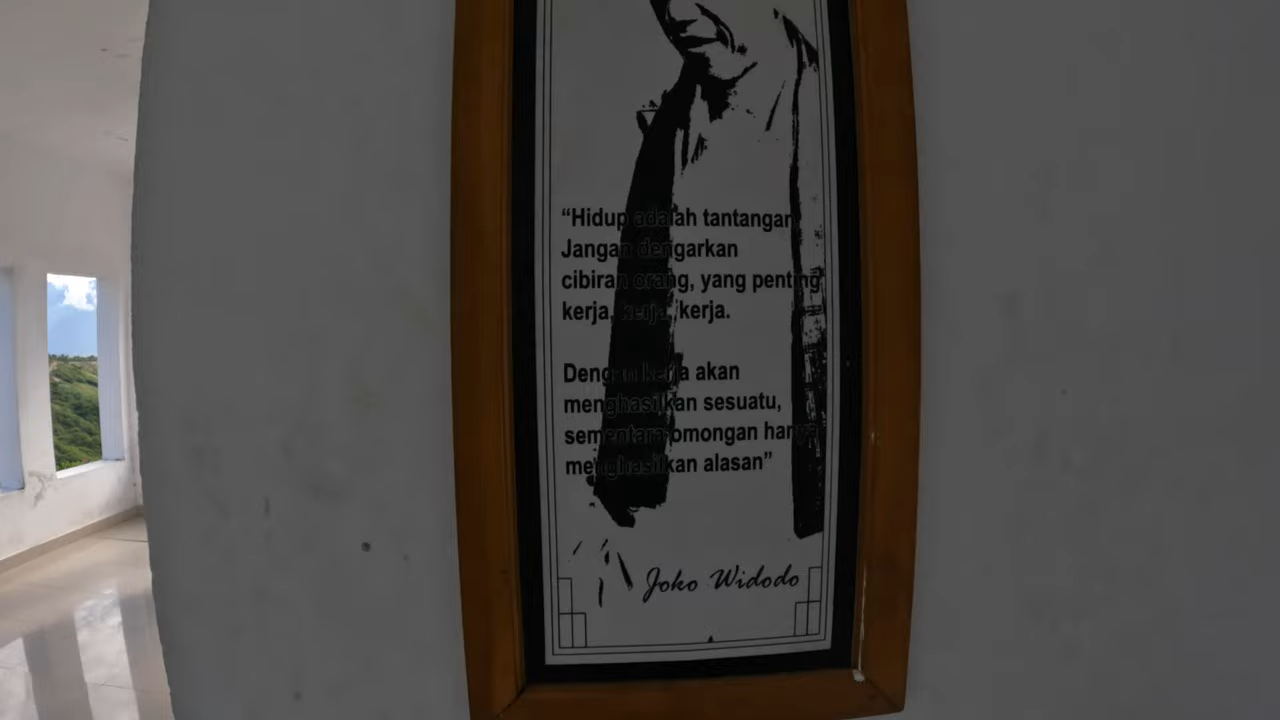 “Hidup adalah tantangan
Jangan dengarkan
cibiran orang, yang penting
kerja, kerja, kerja.
Dengan kerja akan
menghasilkan sesuatu,
sementara omongan hanya
menghasilkan alasan”
Joko Widodo